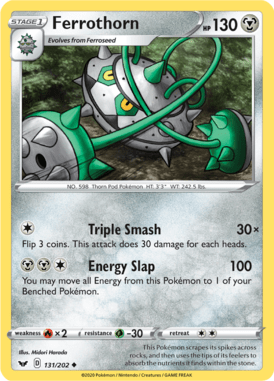 STAGE 1 Ferrothorn HP 130
Evolves from Ferroseed
NO. 598 Thorn Pod Pokémon HT: 3'3" WT: 242.5 lbs.
Triple Smash 30×
Flip 3 coins. This attack does 30 damage for each heads.
Energy Slap 100
You may move all Energy from this Pokémon to 1 of your
Benched Pokémon.
weakness ×2 resistance -30 retreat
Illus. Midori Harada
D 131/202
This Pokémon scrapes its spikes across
rocks, and then uses the tips of its feelers to
absorb the nutrients it finds within the stone.
©2020 Pokémon / Nintendo / Creatures / GAME FREAK